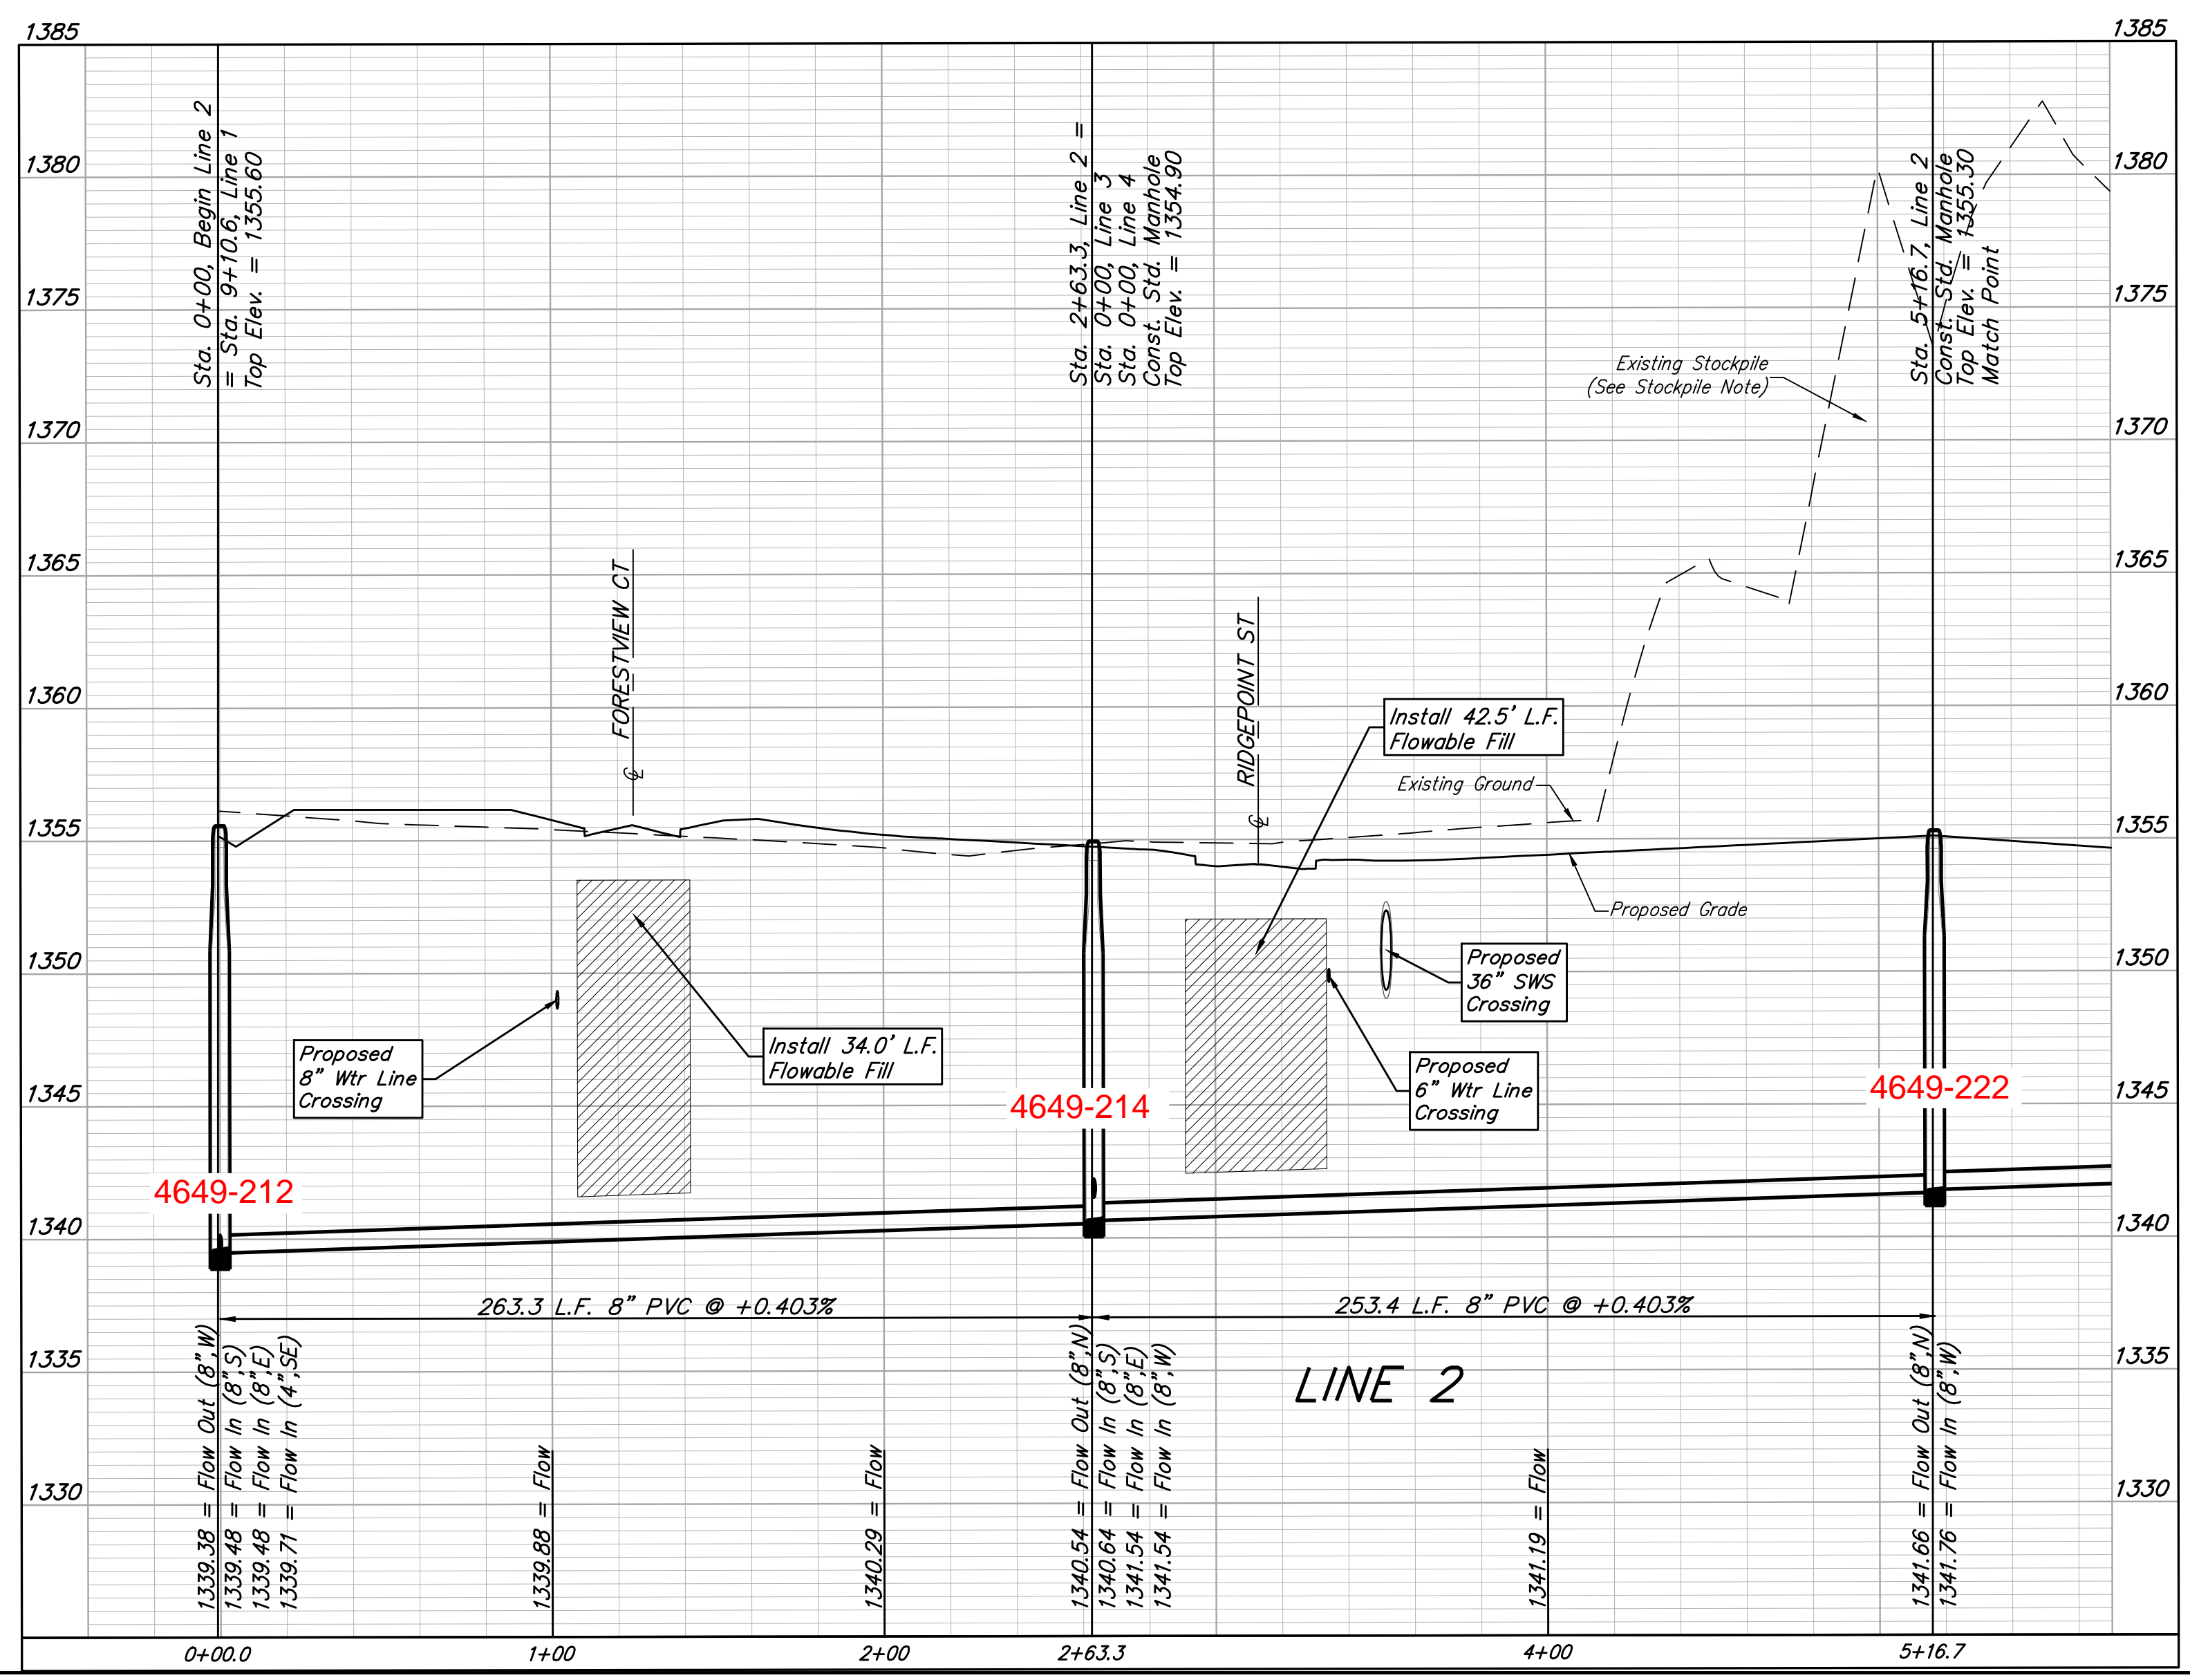 1385
1385
1380
1380
1375
1375
1370
1370
1365
1365
1360
1360
1355
1355
1350
1350
1345
1345
1340
1340
1335
1335
1330
1330
Sta. 0+00, Begin Line 2
= Sta. 9+10.6, Line 1
Top Elev. = 1355.60
Sta. 2+63.3, Line 2 =
Sta. 0+00, Line 3
Sta. 0+00, Line 4
Const. Std. Manhole
Top Elev. = 1354.90
Sta. 5+16.7, Line 2
Const. Std. Manhole
Top Elev. = 1355.30
Match Point
Existing Stockpile
(See Stockpile Note)
FORESTVIEW CT
RIDGEPOINT ST
Install 42.5' L.F.
Flowable Fill
Existing Ground
Proposed Grade
Proposed
36" SWS
Crossing
Proposed
8" Wtr Line
Crossing
Install 34.0' L.F.
Flowable Fill
Proposed
6" Wtr Line
Crossing
4649-212
4649-214
4649-222
263.3 L.F. 8" PVC @ +0.403%
253.4 L.F. 8" PVC @ +0.403%
LINE 2
1339.38 = Flow Out (8",W)
1339.48 = Flow In (8",S)
1339.48 = Flow In (8",E)
1339.71 = Flow In (4",SE)
1339.88 = Flow
1340.29 = Flow
1340.54 = Flow Out (8",N)
1340.64 = Flow In (8",S)
1341.54 = Flow In (8",E)
1341.54 = Flow In (8",W)
1341.19 = Flow
1341.66 = Flow Out (8",N)
1341.76 = Flow In (8",W)
0+00.0
1+00
2+00
2+63.3
4+00
5+16.7